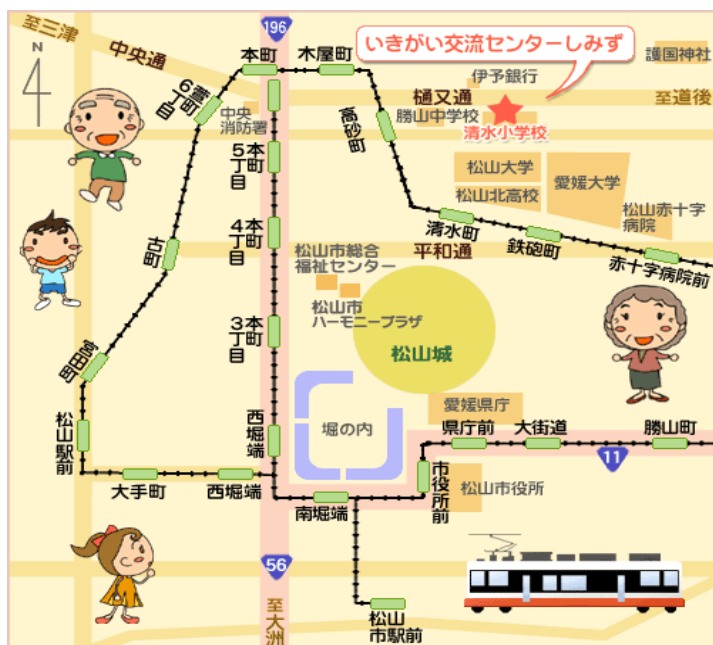 至三津
中央通
196
本町
木屋町
いきがい交流センターしみず
護国神社
伊予銀行
N
萱町
6丁目
中央
消防署
樋又通
至道後
勝山中学校
清水小学校
高砂町
本町
5丁目
松山大学
松山北高校
愛媛大学
松山赤十字
病院
清水町
鉄砲町
赤十字病院前
本町
4丁目
古町
平和通
松山市総合
福祉センター
松山市
ハーモニープラザ
本町
3丁目
宮田町
松山城
松山駅前
西堀端
堀の内
愛媛県庁
県庁前
大街道
勝山町
11
大手町
西堀端
南堀端
市役所前
松山市役所
56
至大洲
松山
市駅前